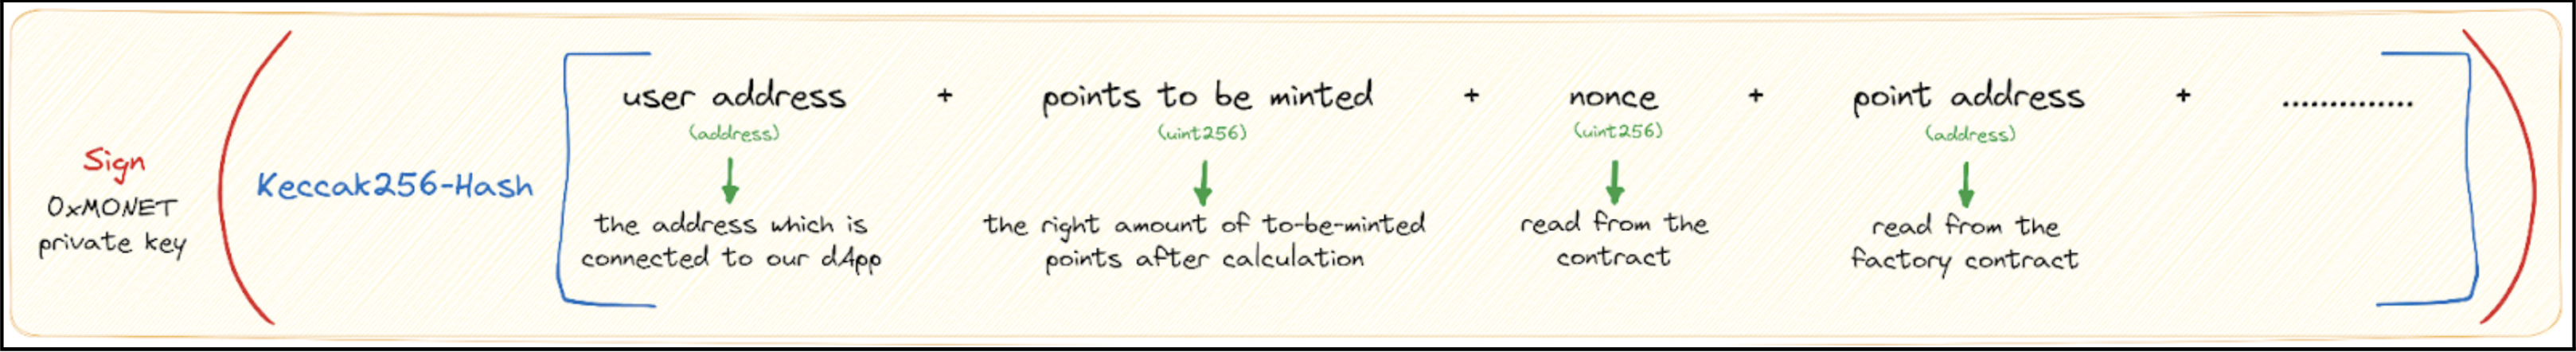 Sign
0xMONET
private key
Keccak256-Hash
user address + points to be minted + nonce + point address + ..............
(address) (uint256) (uint256) (address)
the address which is
connected to our dApp
the right amount of to-be-minted
points after calculation
read from the
contract
read from the
factory contract